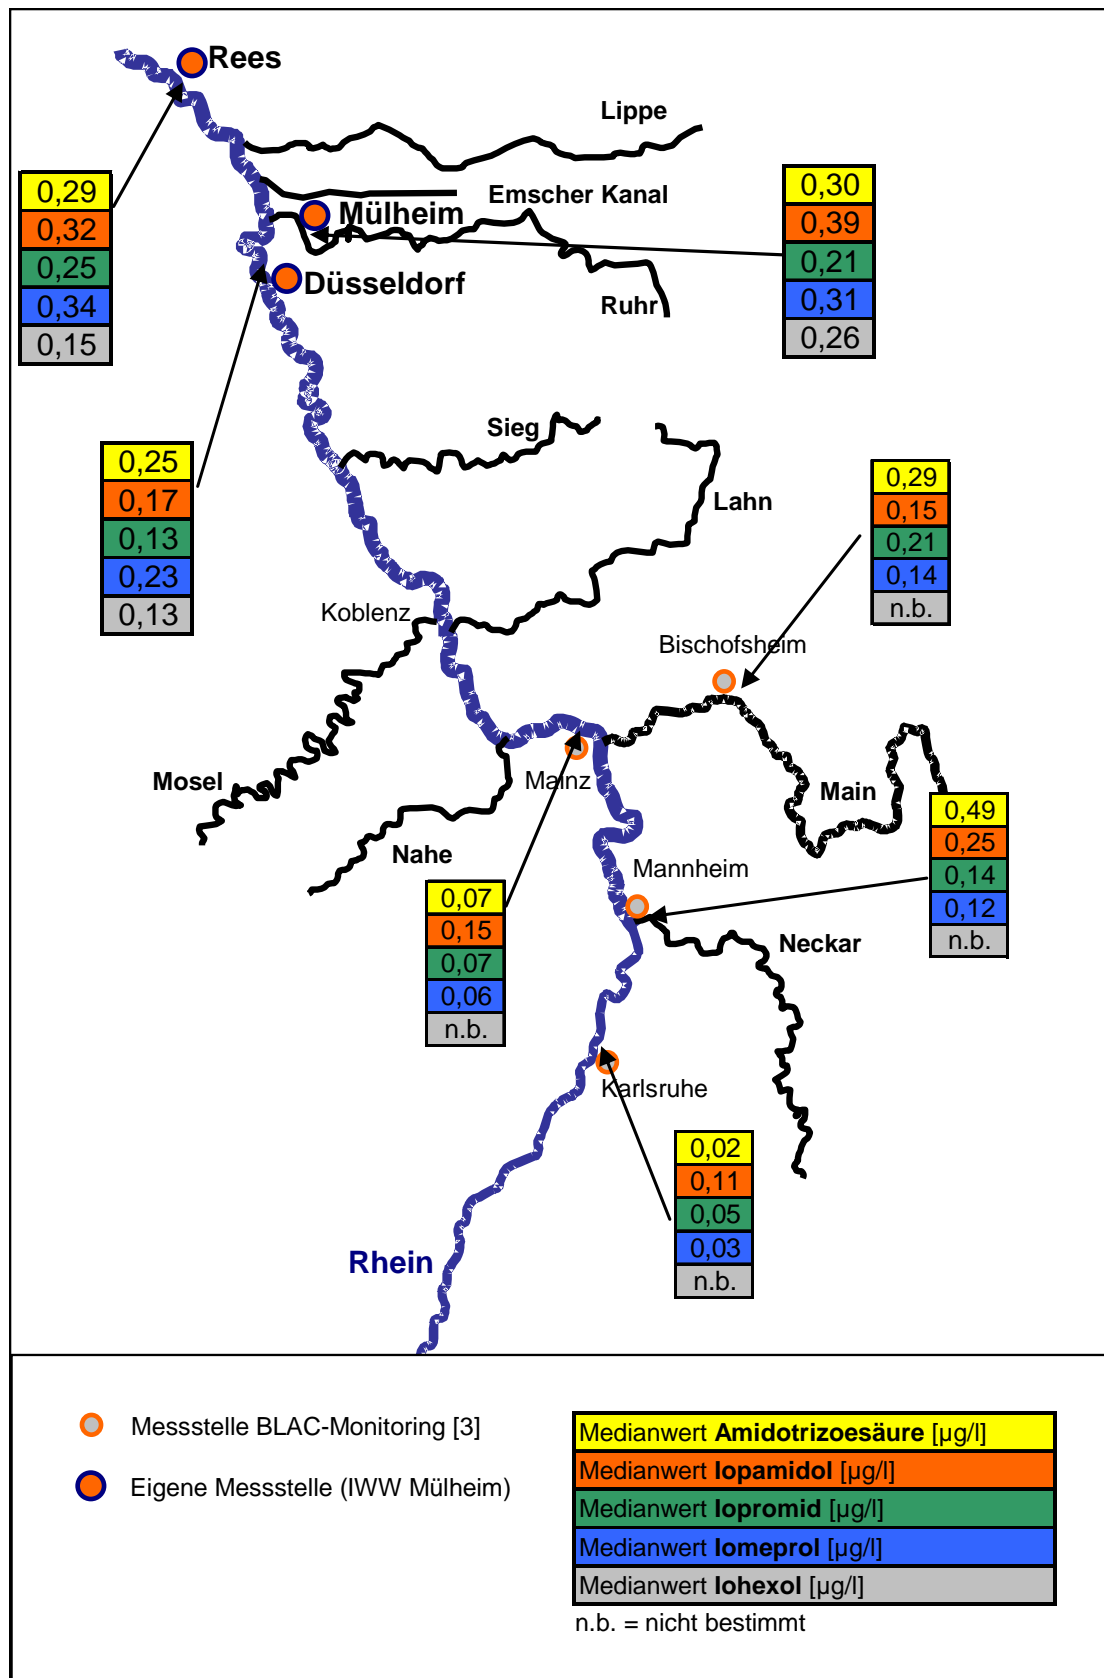 Rees
Lippe
0,29
0,32
0,25
0,34
0,15
Emscher Kanal
Mülheim
0,30
0,39
0,21
0,31
0,26
Düsseldorf
Ruhr
Sieg
0,25
0,17
0,13
0,23
0,13
Lahn
0,29
0,15
0,21
0,14
n.b.
Koblenz
Bischofsheim
Mosel
Mainz
Main
Nahe
0,49
0,25
0,14
0,12
n.b.
Mannheim
0,07
0,15
0,07
0,06
n.b.
Neckar
Karlsruhe
0,02
0,11
0,05
0,03
n.b.
Rhein
Messstelle BLAC-Monitoring [3]
Eigene Messstelle (IWW Mülheim)
Medianwert Amidotrizoesäure [µg/l]
Medianwert Iopamidol [µg/l]
Medianwert Iopromid [µg/l]
Medianwert Iomeprol [µg/l]
Medianwert Iohexol [µg/l]
n.b. = nicht bestimmt